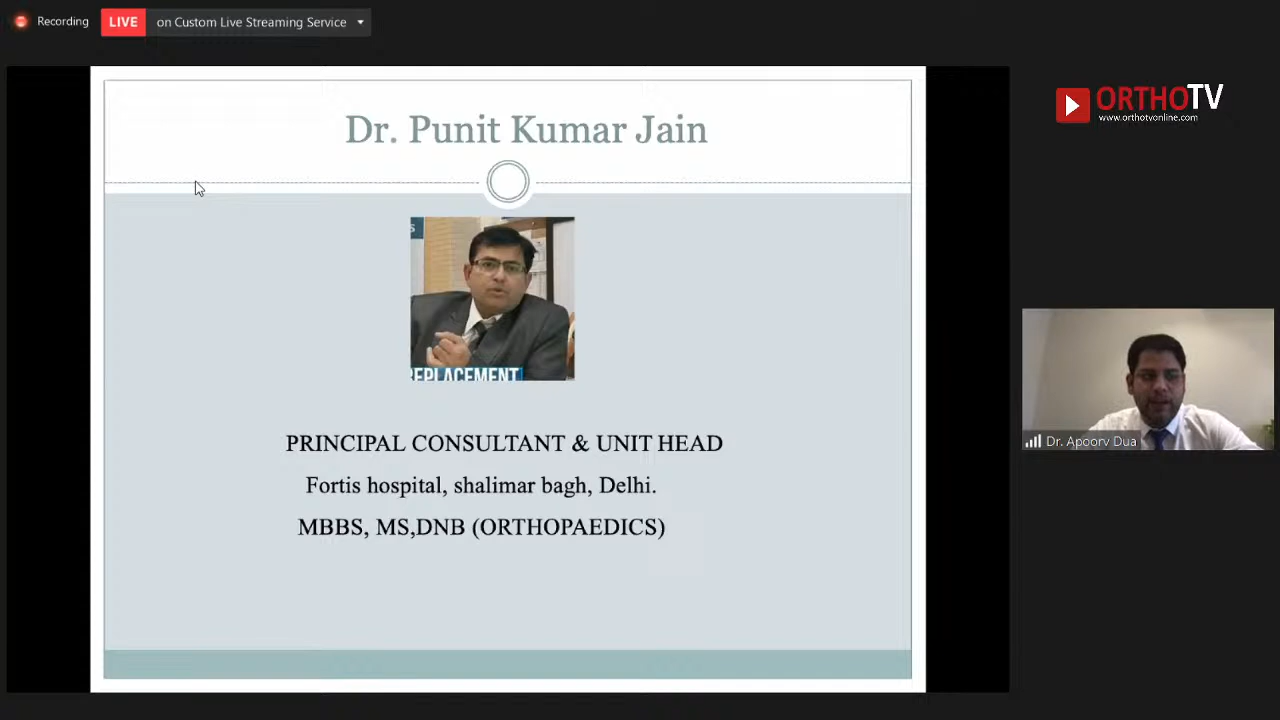 Recording
LIVE
on Custom Live Streaming Service
ORTHOTV
www.orthotvonline.com
Dr. Punit Kumar Jain
REPLACEMENT
PRINCIPAL CONSULTANT & UNIT HEAD
Fortis hospital, shalimar bagh, Delhi.
MBBS, MS,DNB (ORTHOPAEDICS)
Dr. Apoorv Dua